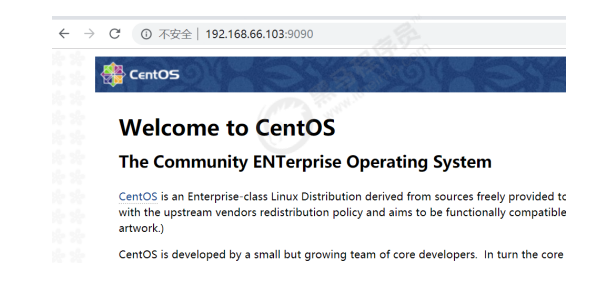 不安全 | 192.168.66.103:9090
CentOS
Welcome to CentOS
The Community ENTerprise Operating System
CentOS is an Enterprise-class Linux Distribution derived from sources freely provided to
with the upstream vendors redistribution policy and aims to be functionally compatible
artwork.)
CentOS is developed by a small but growing team of core developers. In turn the core